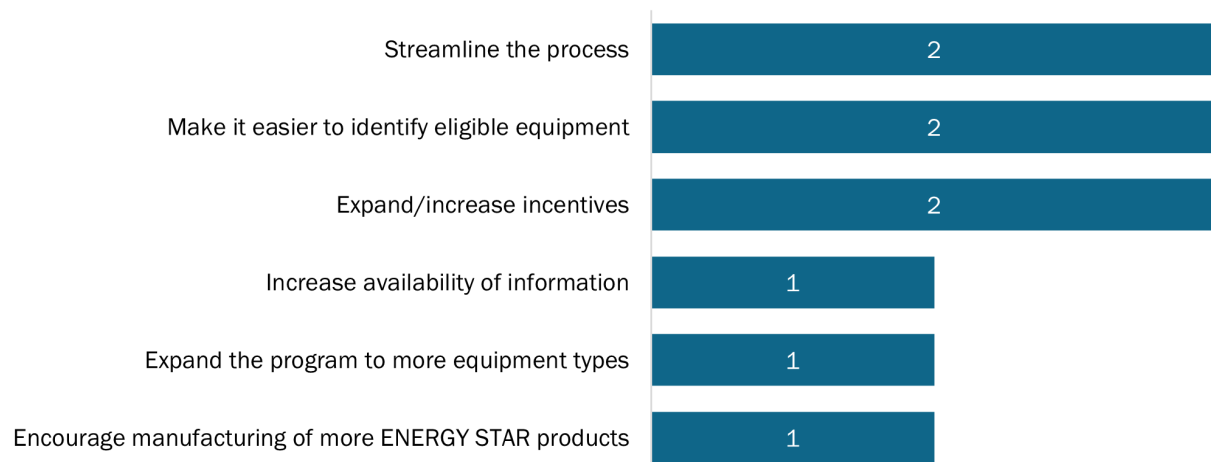 Streamline the process 2
Make it easier to identify eligible equipment 2
Expand/increase incentives 2
Increase availability of information 1
Expand the program to more equipment types 1
Encourage manufacturing of more ENERGY STAR products 1